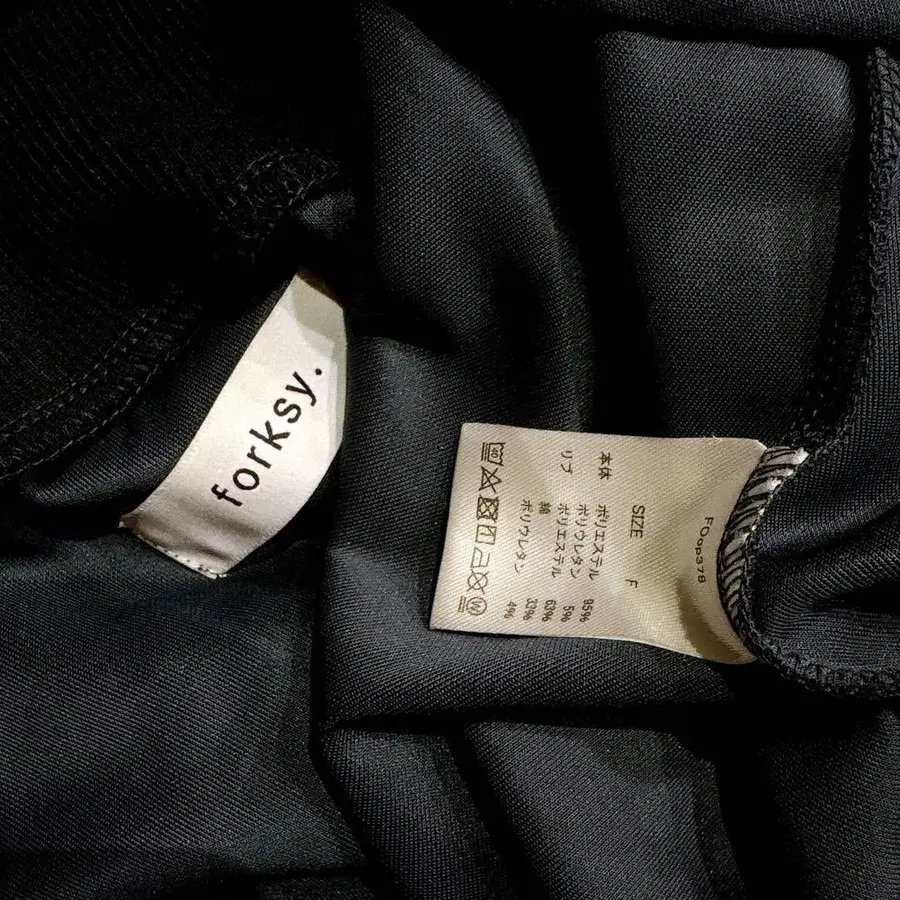 forksy.
FOop378
SIZE F
本体 ポリエステル 95%
ポリウレタン 5%
リブ ポリエステル 63%
綿 33%
ポリウレタン 4%
40
W